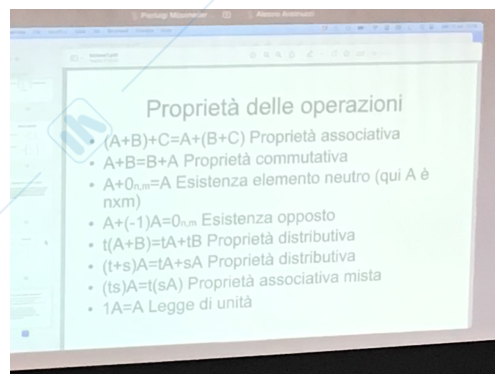 Proprietà delle operazioni
• (A+B)+C=A+(B+C) Proprietà associativa
• A+B=B+A Proprietà commutativa
• A+0n,m=A Esistenza elemento neutro (qui A è
nxm)
• A+(-1)A=0n,m Esistenza opposto
• t(A+B)=tA+tB Proprietà distributiva
• (t+s)A=tA+sA Proprietà distributiva
• (ts)A=t(sA) Proprietà associativa mista
• 1A=A Legge di unità